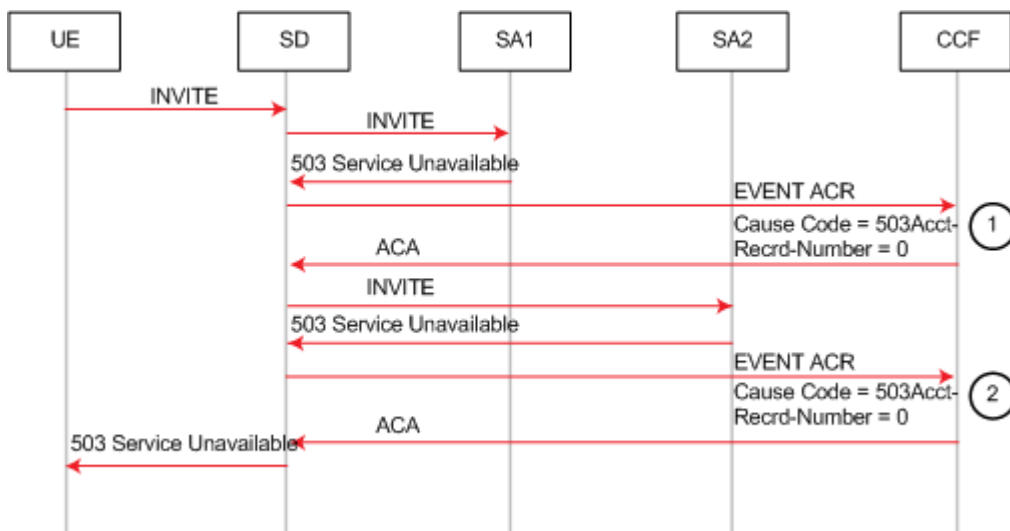 UE SD SA1 SA2 CCF
INVITE
INVITE
503 Service Unavailable
EVENT ACR
Cause Code = 503Acct-
Recrd-Number = 0
1
ACA
INVITE
503 Service Unavailable
EVENT ACR
Cause Code = 503Acct-
Recrd-Number = 0
2
ACA
503 Service Unavailable